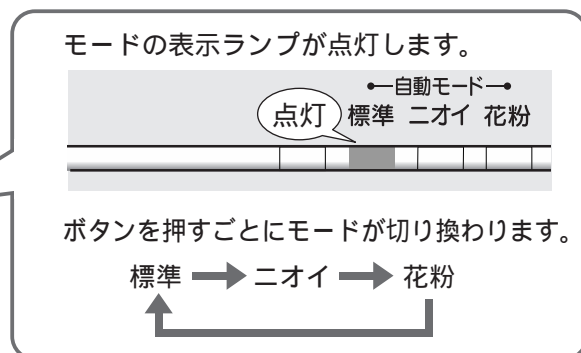 モードの表示ランプが点灯します。
自動モード
点灯
標準 ニオイ 花粉
ボタンを押すごとにモードが切り換わります。
標準 ニオイ 花粉